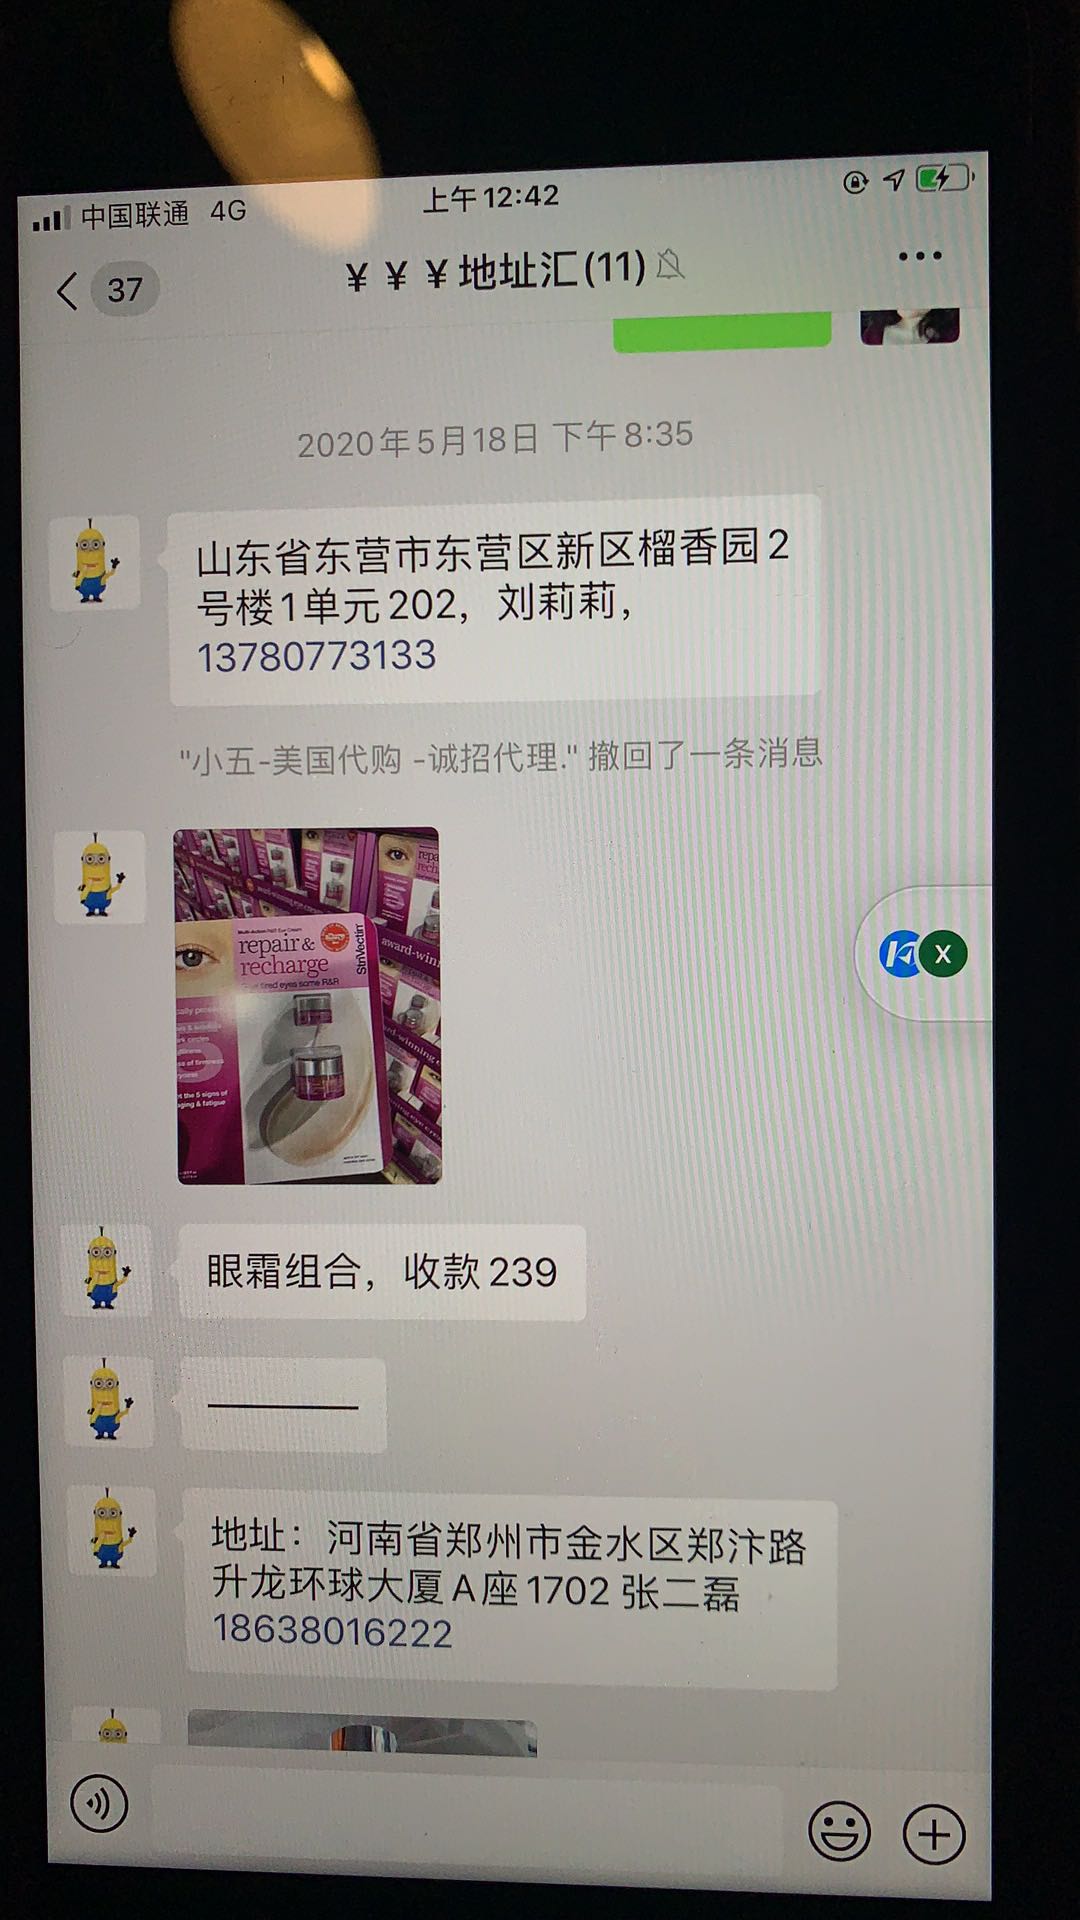 中国联通 4G
上午12:42
37
¥ ¥ ¥地址汇(11)
2020年5月18日 下午8:35
山东省东营市东营区新区榴香园2
号楼1单元202，刘莉莉，
13780773133
"小五-美国代购 -诚招代理." 撤回了一条消息
repair &
recharge
StriVectin
award-winn
X
眼霜组合，收款239
地址：河南省郑州市金水区郑汴路
升龙环球大厦A座1702 张二磊
18638016222